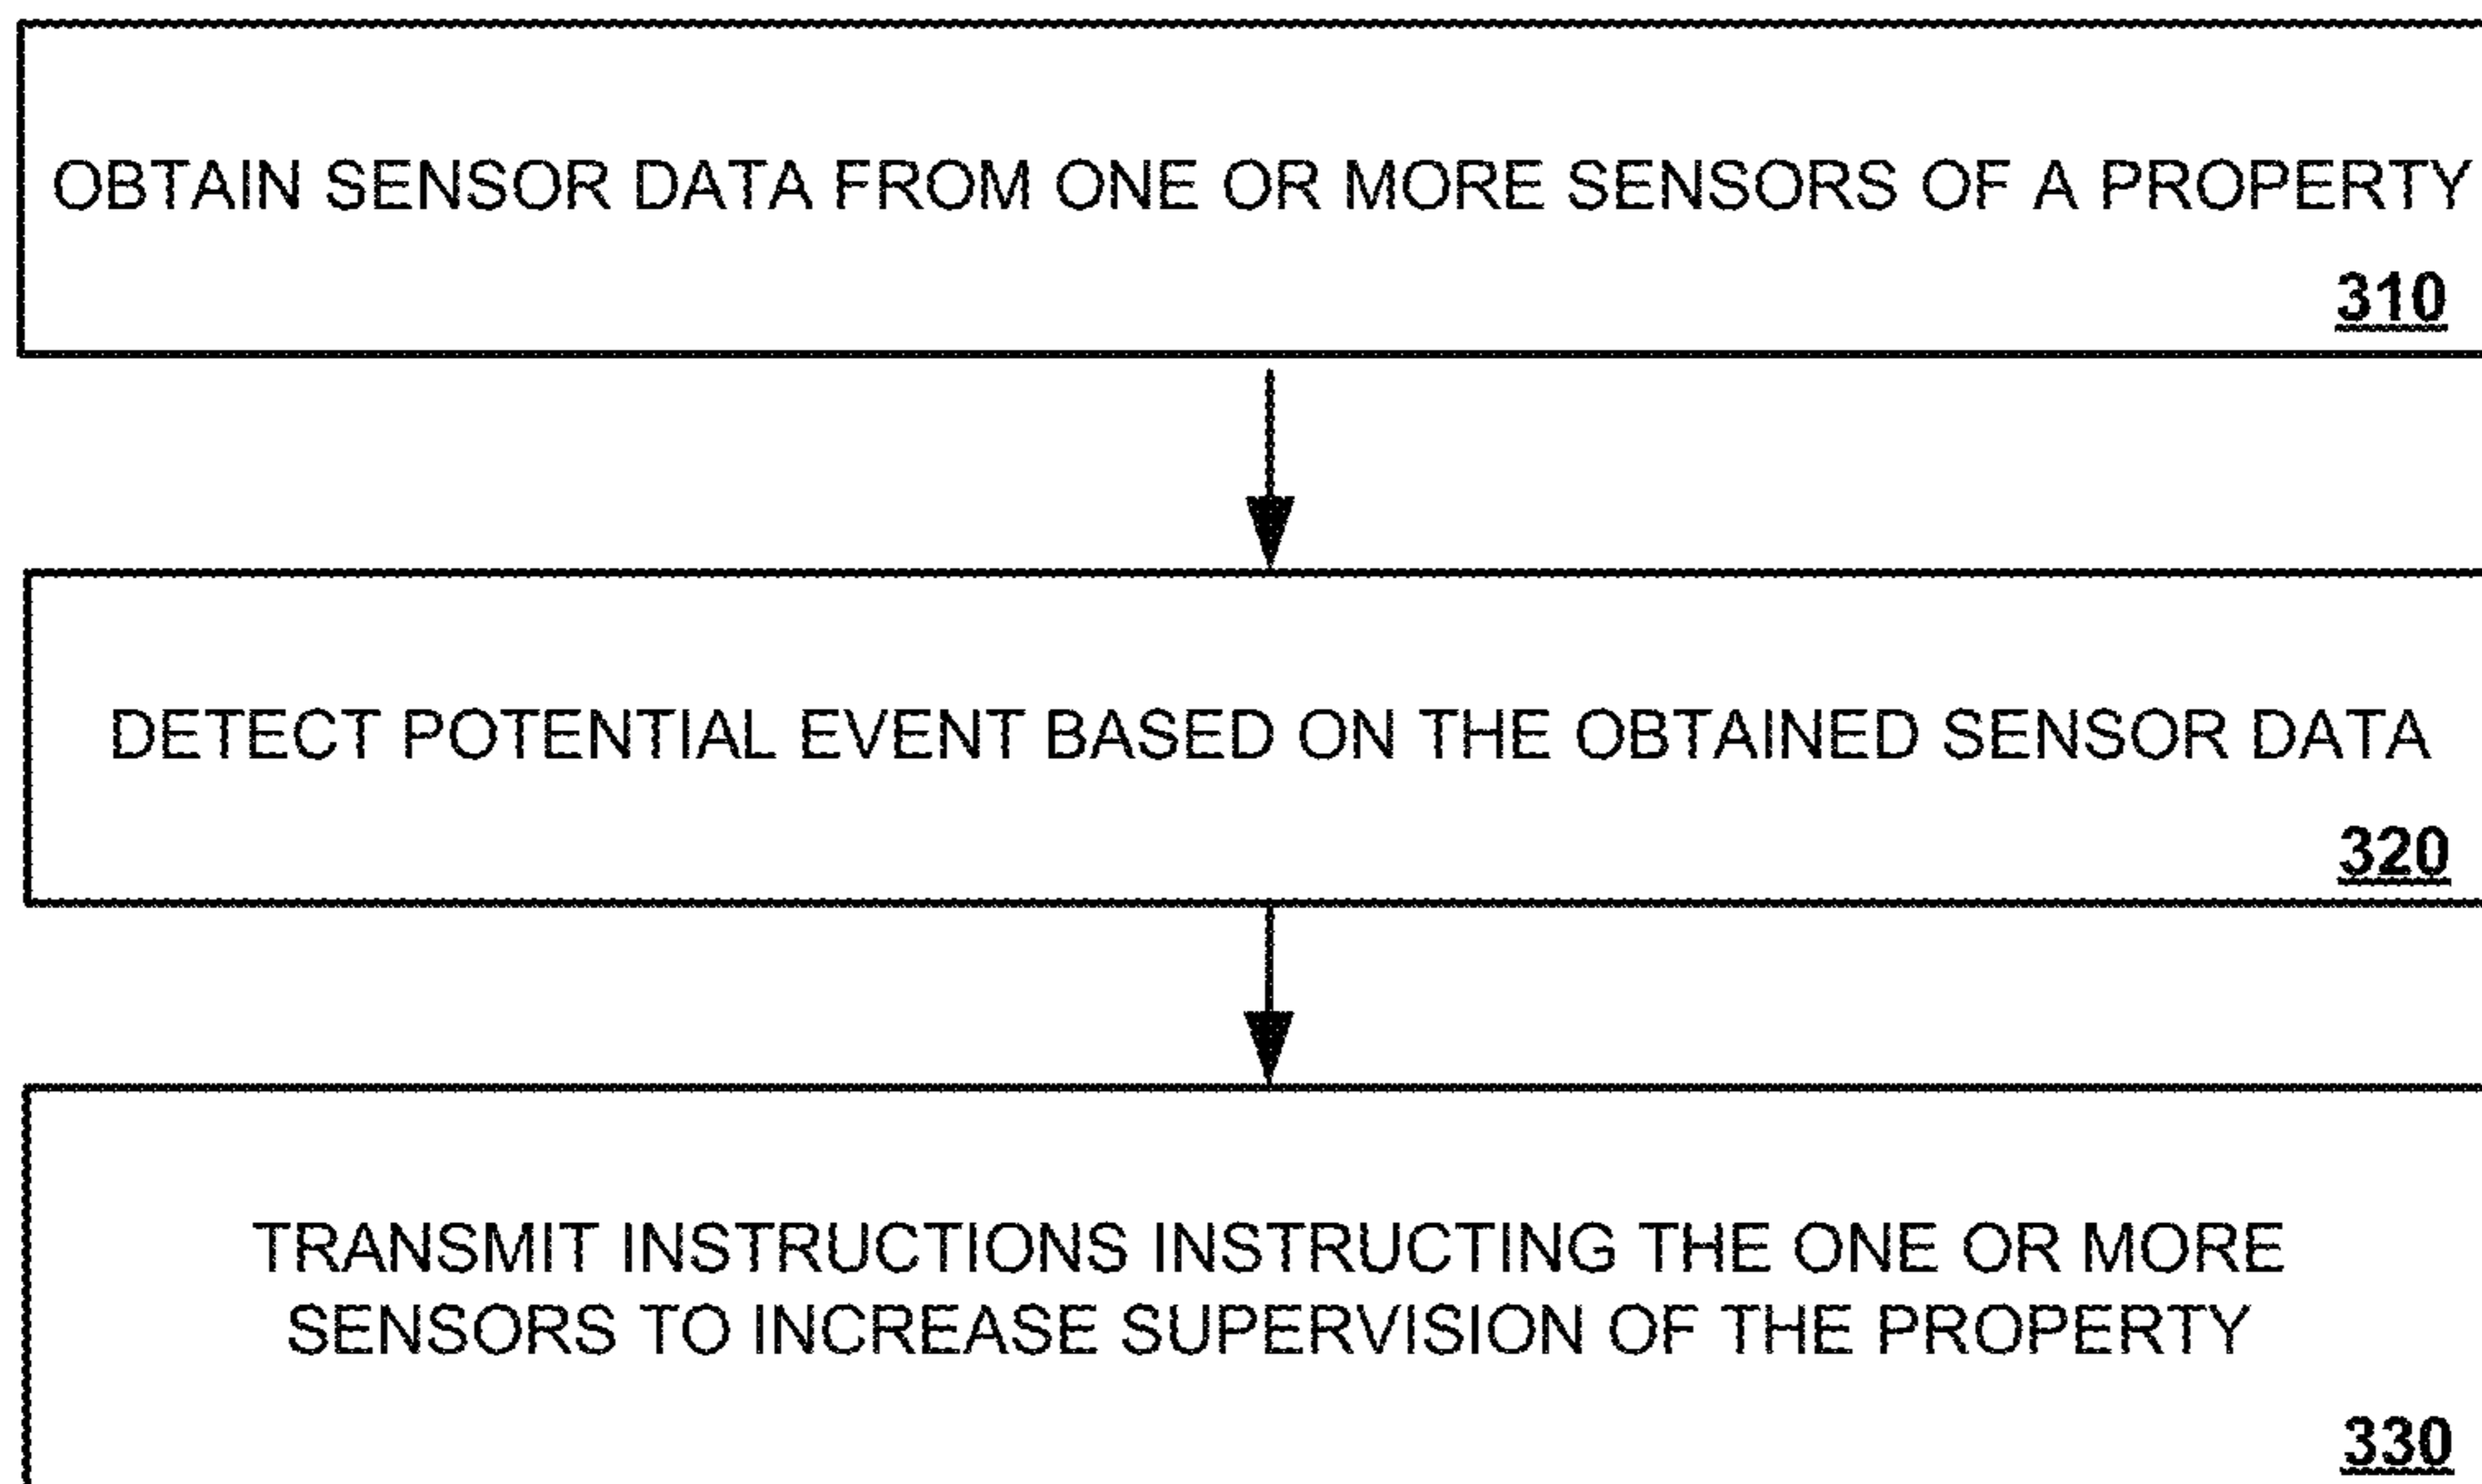 OBTAIN SENSOR DATA FROM ONE OR MORE SENSORS OF A PROPERTY
310
DETECT POTENTIAL EVENT BASED ON THE OBTAINED SENSOR DATA
320
TRANSMIT INSTRUCTIONS INSTRUCTING THE ONE OR MORE
SENSORS TO INCREASE SUPERVISION OF THE PROPERTY
330